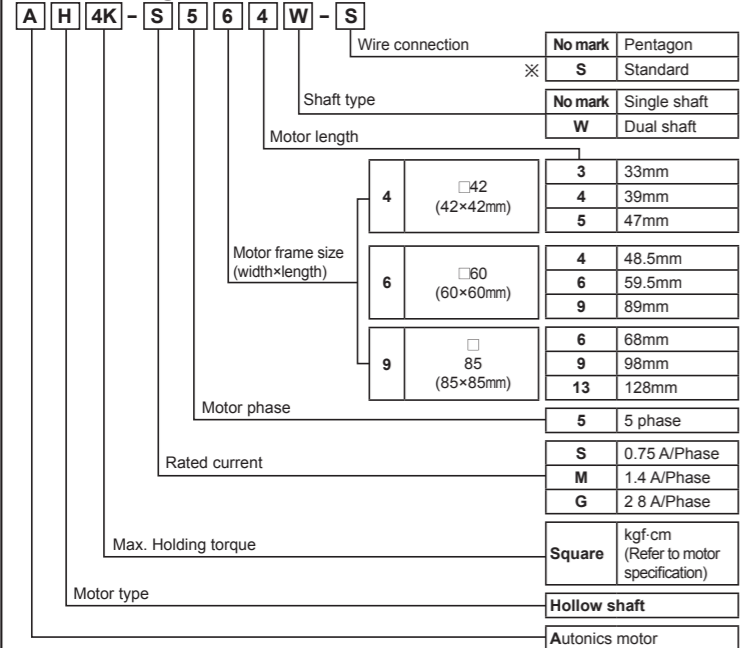 A H 4K - S 5 6 4 W - S
Wire connection
No mark Pentagon
※ S Standard
Shaft type
No mark Single shaft
W Dual shaft
Motor length
4 □42 (42×42mm)
3 33mm
4 39mm
5 47mm
Motor frame size
(width×length)
6 □60 (60×60mm)
4 48.5mm
6 59.5mm
9 89mm
9 □ 85 (85×85mm)
6 68mm
9 98mm
13 128mm
Motor phase
5 5 phase
Rated current
S 0.75 A/Phase
M 1.4 A/Phase
G 2 8 A/Phase
Max. Holding torque
Square kgf·cm
(Refer to motor
specification)
Motor type
Hollow shaft
Autonics motor